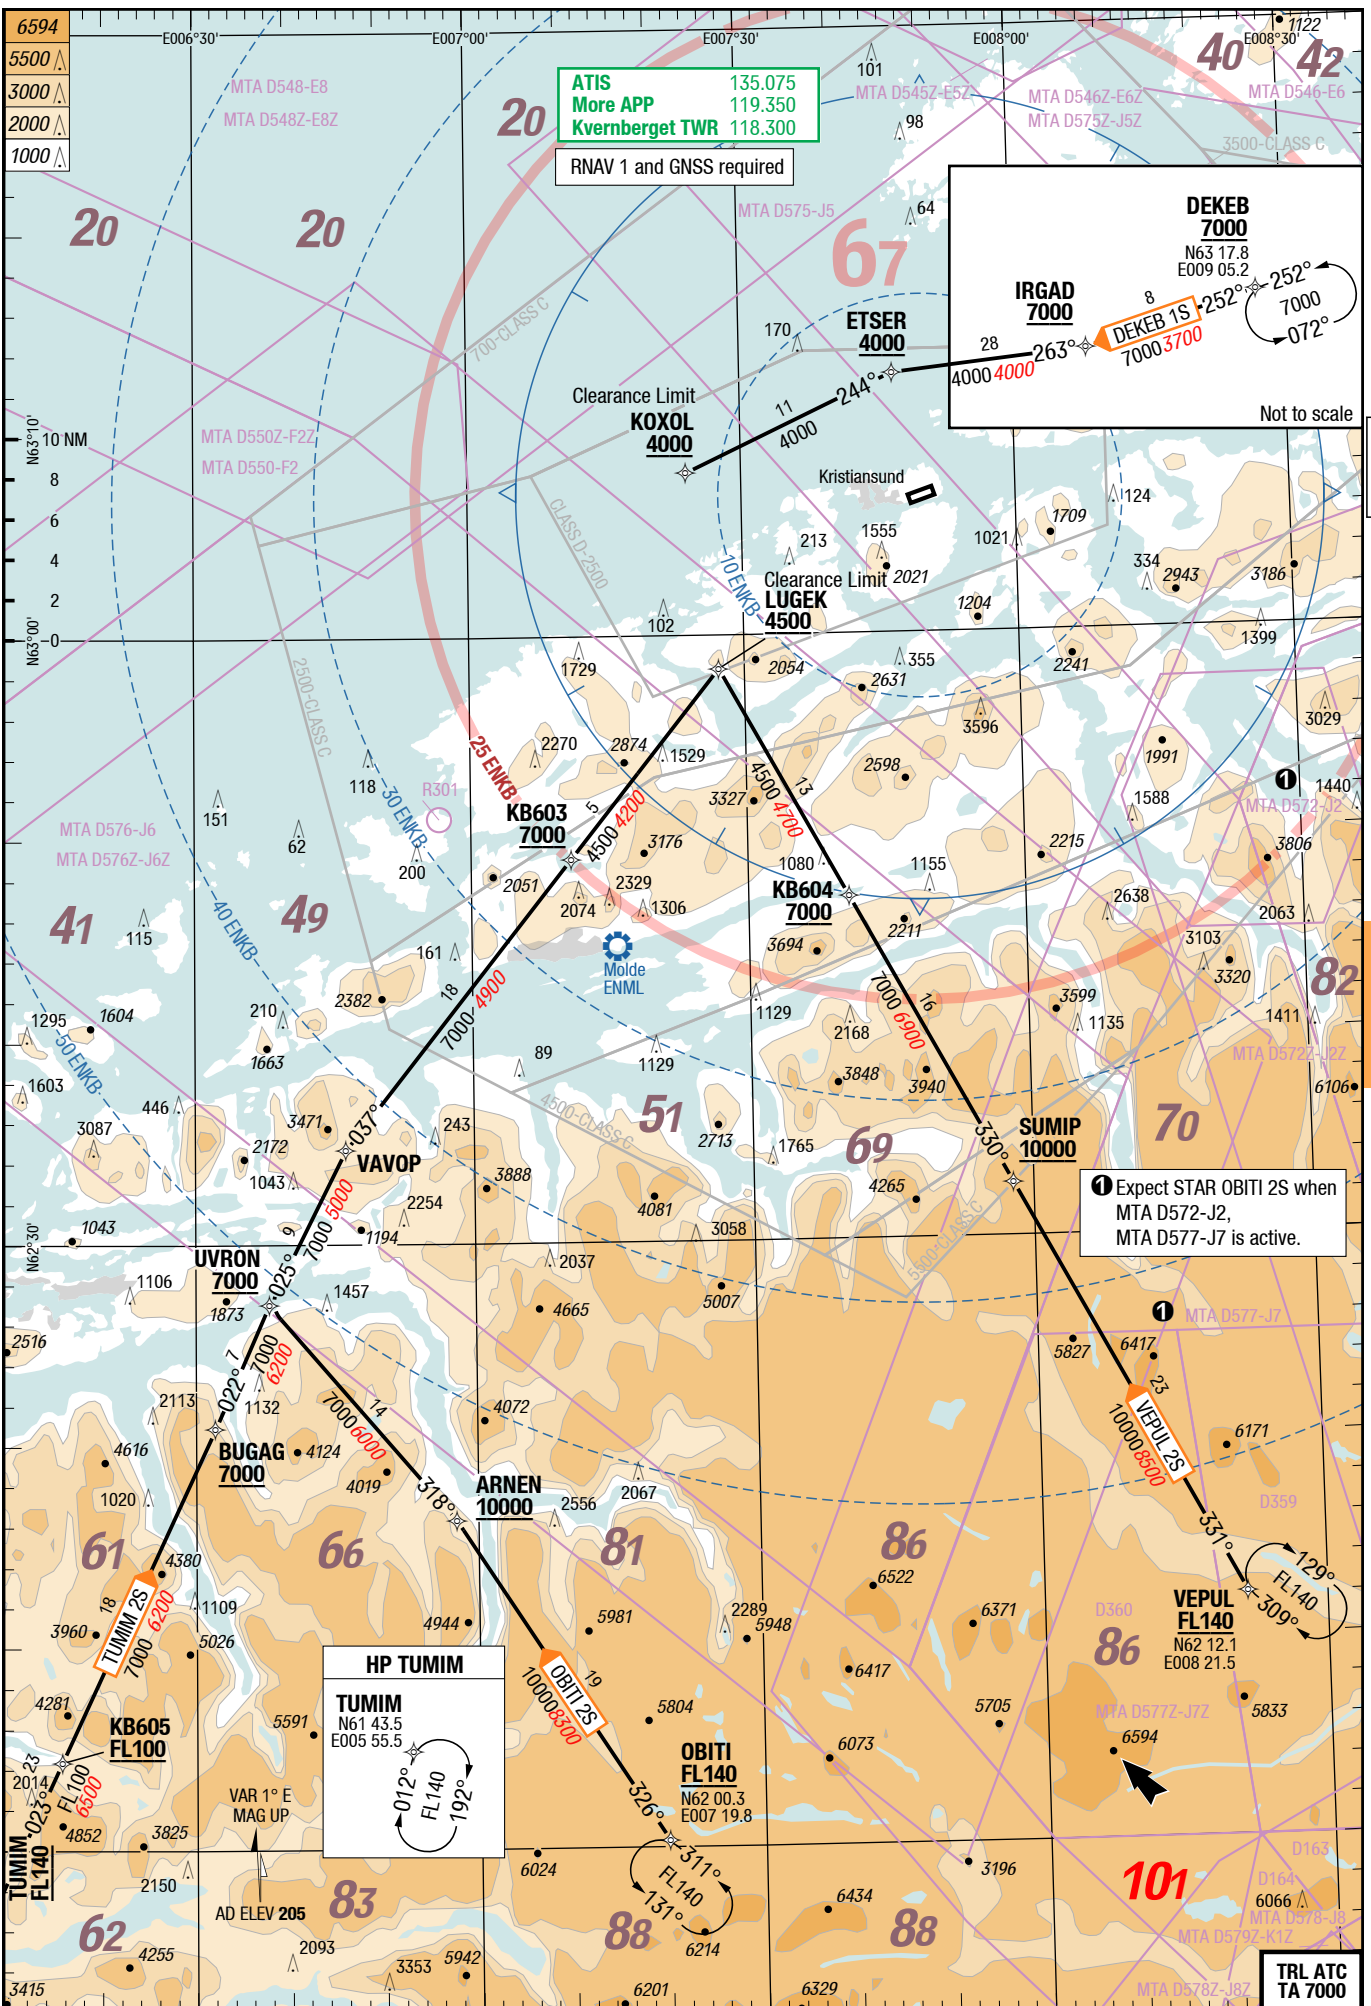 6594
5500
3000
2000
1000
E006°30'
E007°00'
E007°30'
E008°00'
E008°30'
1122
40
42
MTA D548-E8
MTA D548Z-E8Z
20
ATIS 135.075
More APP 119.350
Kvernberget TWR 118.300
RNAV 1 and GNSS required
101
98
MTA D545Z-E5Z
MTA D546Z-E6Z
MTA D575Z-J5Z
MTA D546-E6
3500-CLASS C
20
20
MTA D575-J5
64
67
DEKEB
7000
N63 17.8
E009 05.2
IRGAD
7000
8
252°
252°
7000
072°
DEKEB 1S
7000 3700
28
263°
4000 4000
Not to scale
700-CLASS C
170
ETSER
4000
244°
11
4000
Clearance Limit
KOXOL
4000
N63°10'
10 NM
8
6
4
2
0
N63°00'
MTA D550Z-F2Z
MTA D550-F2
Kristiansund
124
CLASS D-2500
213
1555
2021
1021
1709
334
2943
3186
10 ENKB
Clearance Limit
LUGEK
4500
1204
1399
102
1729
2054
355
2631
2241
2500-CLASS C
3596
3029
25 ENKB
2270
2874
1529
2598
1991
118
R301
151
62
30 ENKB
200
KB603
7000
5
4500 4200
3327
4500 4700
13
1588
1
1440
MTA D572-J2
MTA D576-J6
MTA D576Z-J6Z
3176
1080
1155
2215
3806
2051
2074
2329
1306
KB604
7000
2211
2638
2063
41
115
49
40 ENKB
161
Molde
ENML
3694
3103
3320
82
2382
18
7000 4900
1129
7000 6900
16
2168
3599
1135
1411
1295
1604
210
1663
50 ENKB
89
1129
MTA D572Z-J2Z
1603
446
3848
3940
6106
3087
3471
037°
243
4500-CLASS C
51
2713
1765
69
330°
SUMIP
10000
70
2172
1043
VAVOP
5000
7000
9
2254
3888
4081
4265
1 Expect STAR OBITI 2S when
MTA D572-J2,
MTA D577-J7 is active.
1043
N62°30'
1194
3058
5500-CLASS C
UVRON
7000
025°
1106
1873
1457
2037
4665
5007
1
MTA D577-J7
2516
7
7000
6200
022°
5827
6417
23
2113
1132
14
7000 6000
4072
VEPUL 2S
10000 8500
6171
4616
BUGAG
7000
4124
4019
1020
318°
ARNEN
10000
2556
2067
D359
61
66
81
86
331°
4380
6522
129°
FL140
309°
VEPUL
FL140
N62 12.1
E008 21.5
TUMIM 2S
18
7000 6200
1109
3960
5026
4944
5981
2289
5948
6371
D360
86
HP TUMIM
TUMIM
N61 43.5
E005 55.5
012°
FL140
192°
OBITI 2S
19
10000 8300
6417
5804
5705
5833
MTA D577Z-J7Z
6594
4281
KB605
FL100
5591
6073
OBITI
FL140
N62 00.3
E007 19.8
23
2014
FL100
6500
023°
VAR 1° E
MAG UP
326°
TUMIM
FL140
4852
3825
2150
AD ELEV 205
83
6024
311°
FL140
131°
3196
101
D163
D164
6066
MTA D578-J8
MTA D579Z-K1Z
62
4255
2093
3353
5942
88
6214
6434
88
3415
6201
6329
MTA D578Z-J8Z
TRL ATC
TA 7000